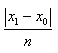 |x₁ − x₀|
n